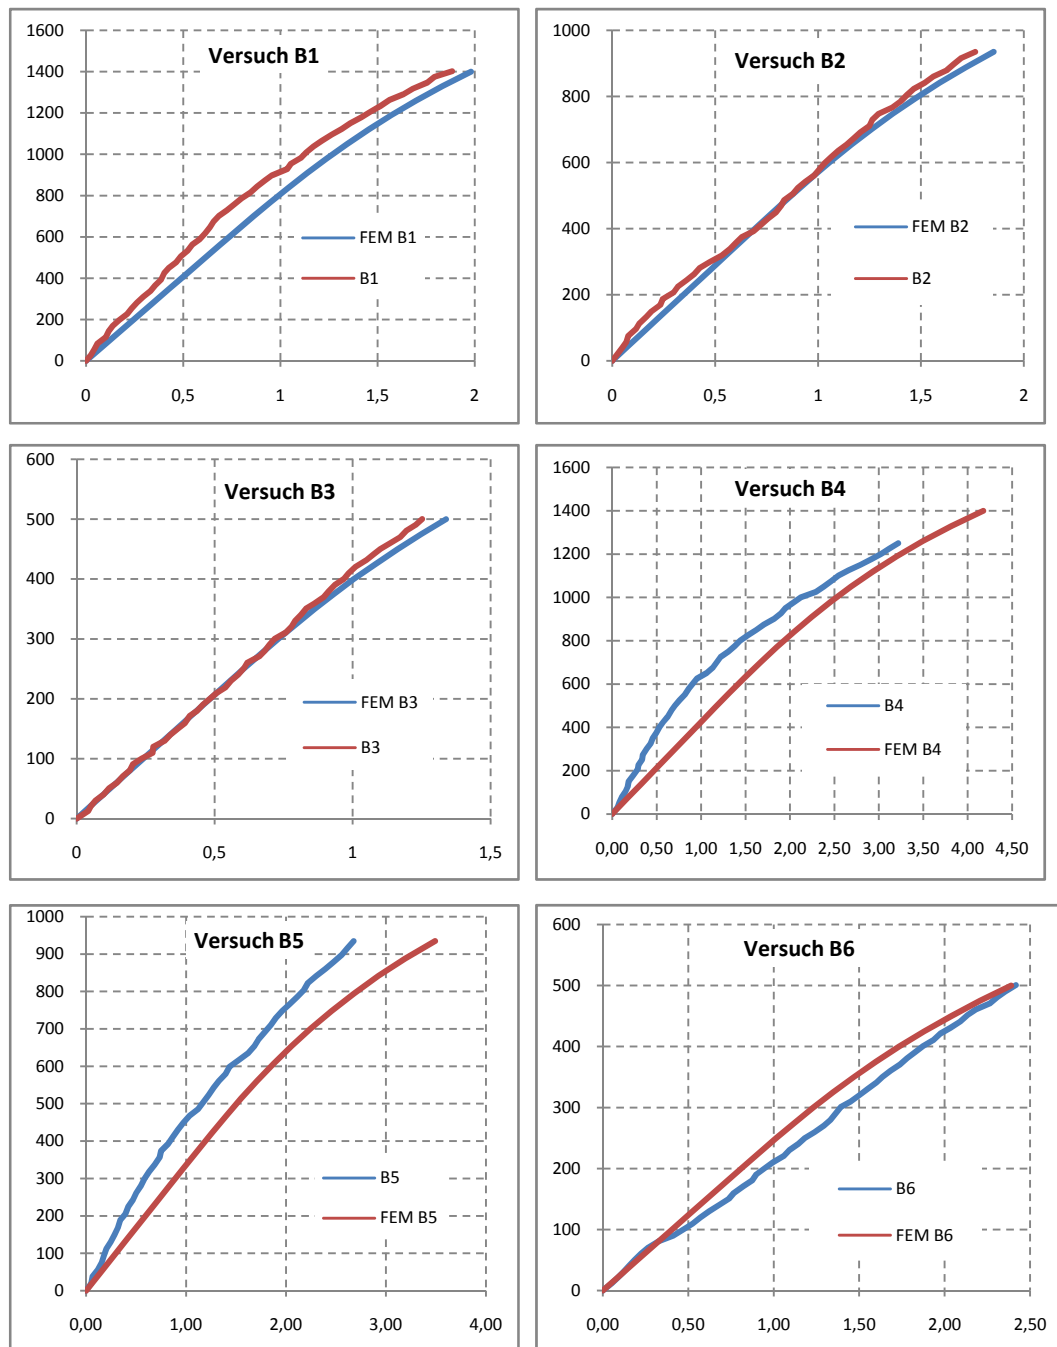 Versuch B1
1600
1400
1200
1000
800
600
400
200
0
0 0,5 1 1,5 2
FEM B1
B1
Versuch B2
1000
800
600
400
200
0
0 0,5 1 1,5 2
FEM B2
B2
Versuch B3
600
500
400
300
200
100
0
0 0,5 1 1,5
FEM B3
B3
Versuch B4
1600
1400
1200
1000
800
600
400
200
0
0,00 0,50 1,00 1,50 2,00 2,50 3,00 3,50 4,00 4,50
B4
FEM B4
Versuch B5
1000
900
800
700
600
500
400
300
200
100
0
0,00 1,00 2,00 3,00 4,00
B5
FEM B5
Versuch B6
600
500
400
300
200
100
0
0,00 0,50 1,00 1,50 2,00 2,50
B6
FEM B6